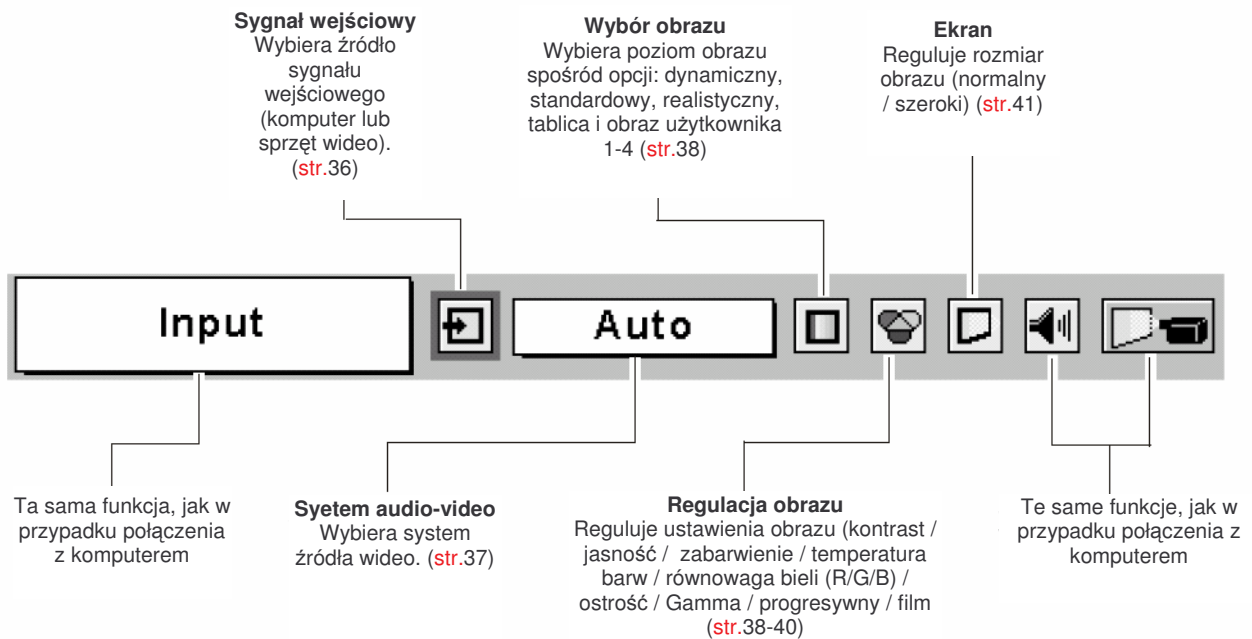 Sygnał wejściowy
Wybiera źródło
sygnału
wejściowego
(komputer lub
sprzęt wideo).
(str.36)
Wybór obrazu
Wybiera poziom obrazu
spośród opcji: dynamiczny,
standardowy, realistyczny,
tablica i obraz użytkownika
1-4 (str.38)
Ekran
Reguluje rozmiar
obrazu (normalny
/ szeroki) (str.41)
Input
Auto
Ta sama funkcja, jak w
przypadku połączenia
z komputerem
Syetem audio-video
Wybiera system
źródła wideo. (str.37)
Regulacja obrazu
Reguluje ustawienia obrazu (kontrast /
jasność / zabarwienie / temperatura
barw / równowaga bieli (R/G/B) /
ostrość / Gamma / progresywny / film
(str.38-40)
Te same funkcje, jak w
przypadku połączenia z
komputerem